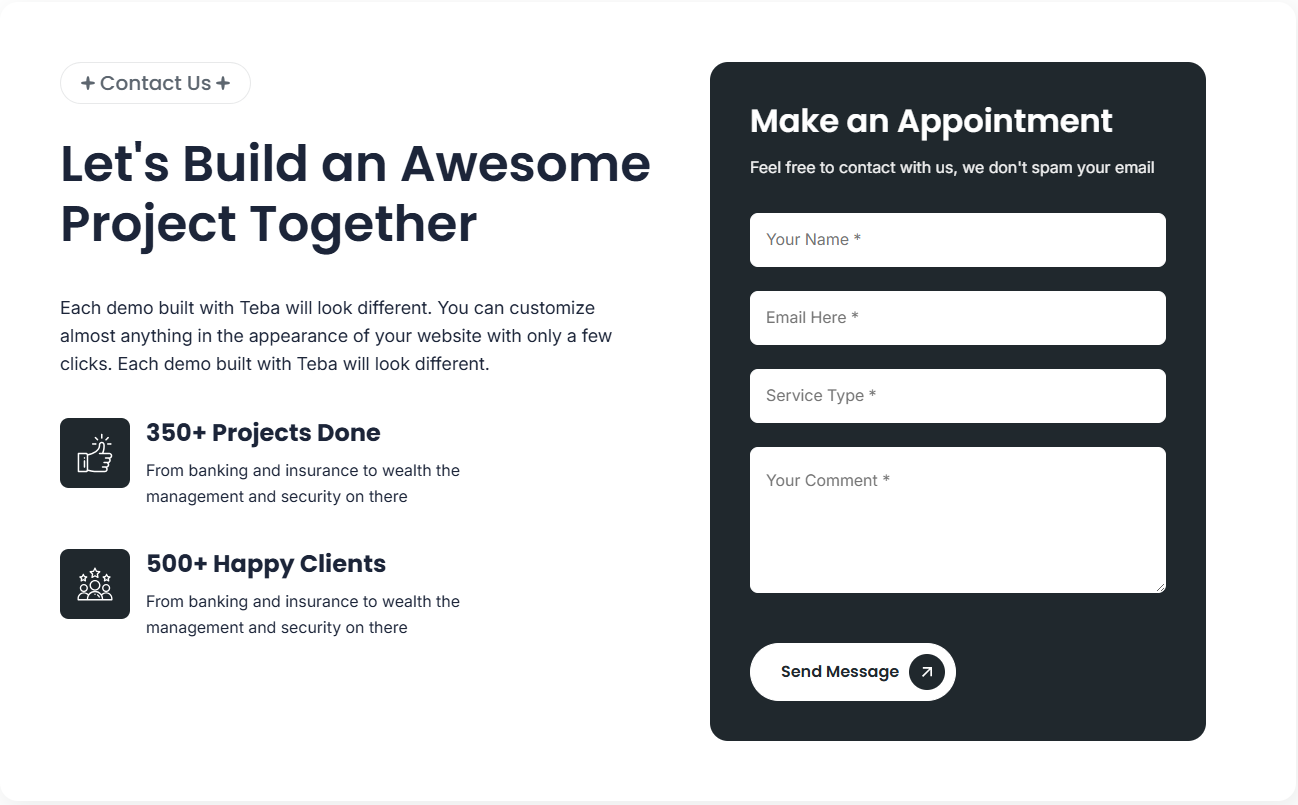 Contact Us
Let's Build an Awesome
Project Together
Each demo built with Teba will look different. You can customize
almost anything in the appearance of your website with only a few
clicks. Each demo built with Teba will look different.
350+ Projects Done
From banking and insurance to wealth the
management and security on there
500+ Happy Clients
From banking and insurance to wealth the
management and security on there
Make an Appointment
Feel free to contact with us, we don't spam your email
Your Name *
Email Here *
Service Type *
Your Comment *
Send Message